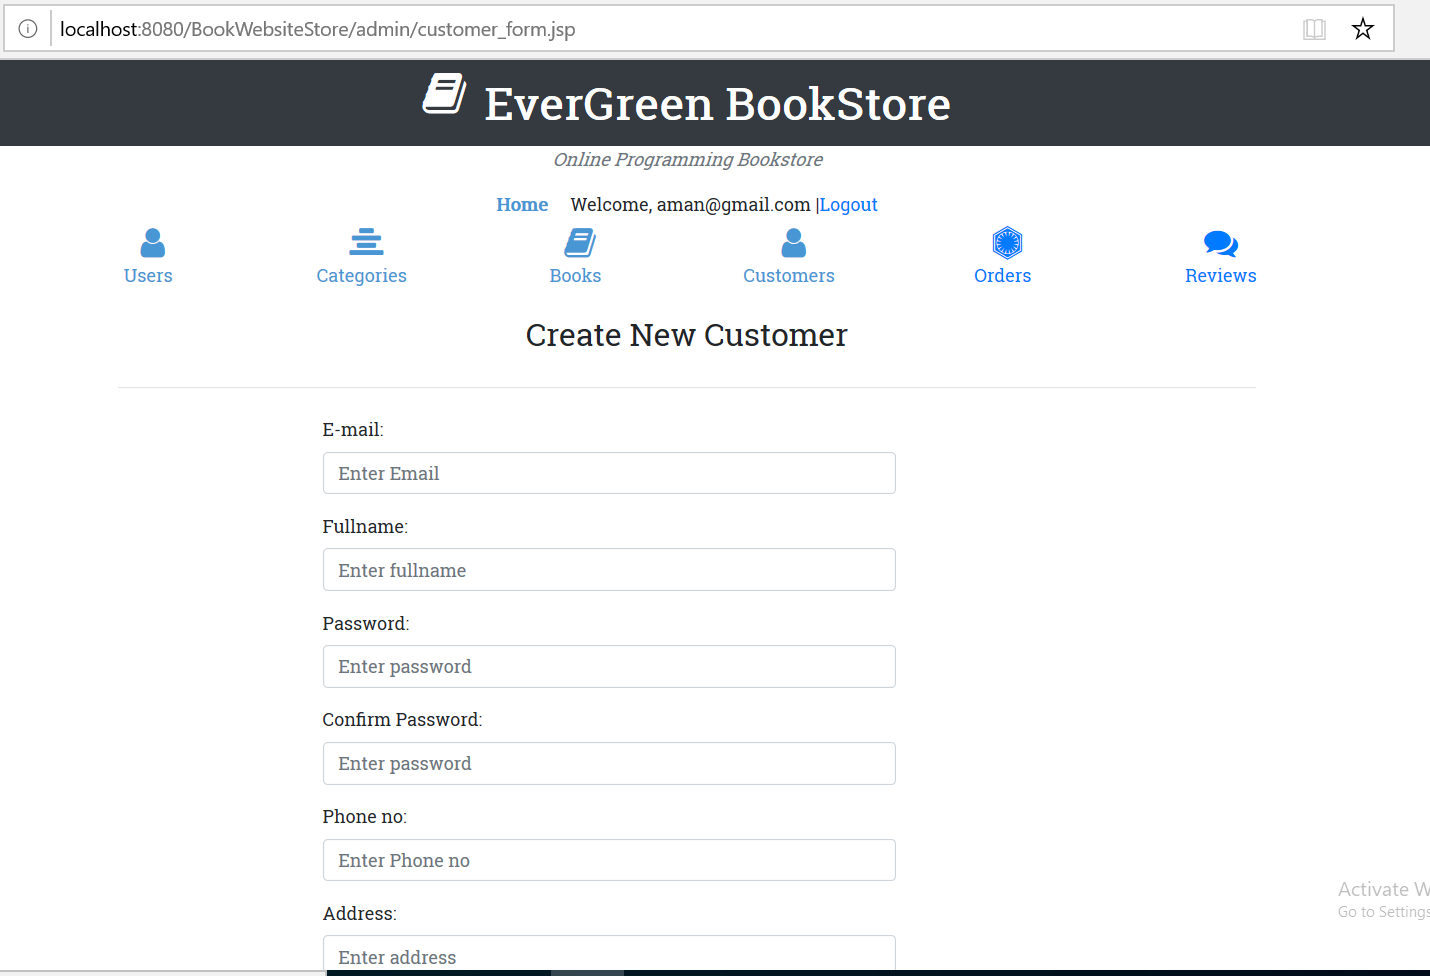 localhost:8080/BookWebsiteStore/admin/customer_form.jsp
EverGreen BookStore
Online Programming Bookstore
Home Welcome, aman@gmail.com |Logout
Users Categories Books Customers Orders Reviews
Create New Customer
E-mail:
Enter Email
Fullname:
Enter fullname
Password:
Enter password
Confirm Password:
Enter password
Phone no:
Enter Phone no
Address:
Enter address
Activate W
Go to Settings